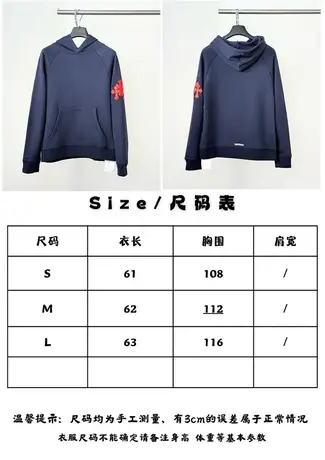 Size/尺码表
尺码 衣长 胸围 肩宽
S 61 108 /
M 62 112 /
L 63 116 /
温馨提示：尺码均为手工测量、有3cm的误差属于正常情况
衣服尺码不能确定请备注身高 体重等基本参数